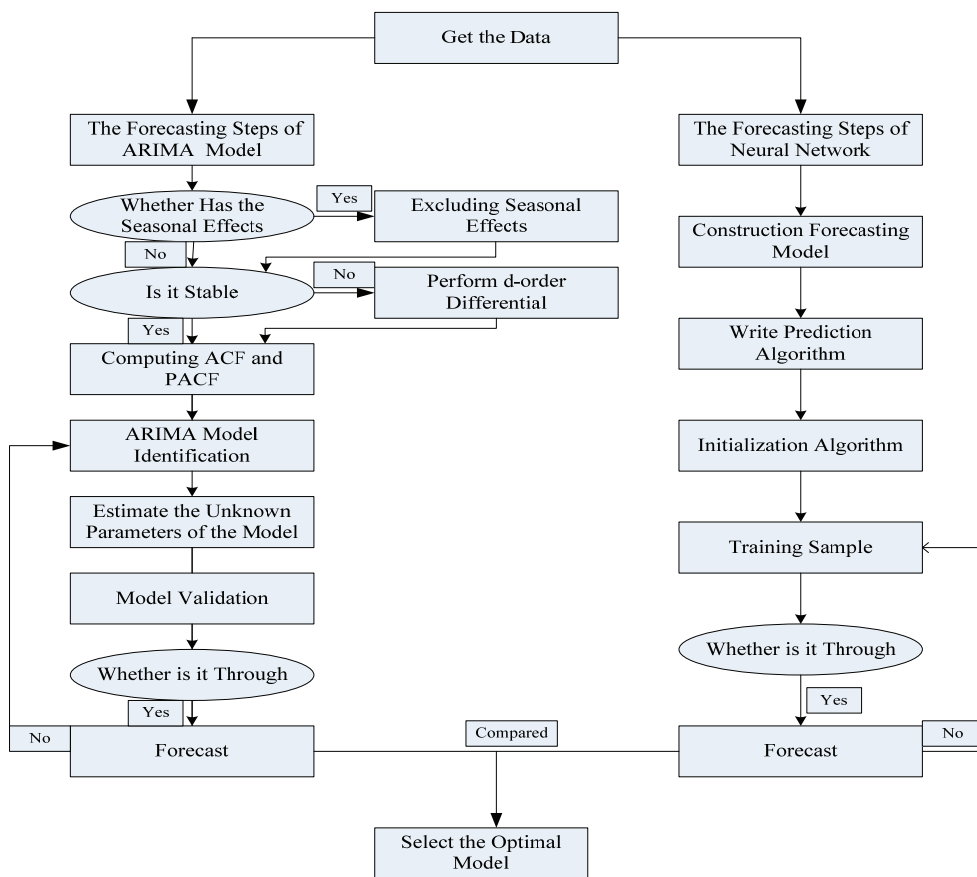 Get the Data
The Forecasting Steps of
ARIMA Model
Whether Has the
Seasonal Effects
Yes
Excluding Seasonal
Effects
No
Is it Stable
No
Perform d-order
Differential
Yes
Computing ACF and
PACF
ARIMA Model
Identification
Estimate the Unknown
Parameters of the Model
Model Validation
Whether is it Through
Yes
No
Forecast
The Forecasting Steps of
Neural Network
Construction Forecasting
Model
Write Prediction
Algorithm
Initialization Algorithm
Training Sample
Whether is it Through
Yes
Forecast
No
Compared
Select the Optimal
Model